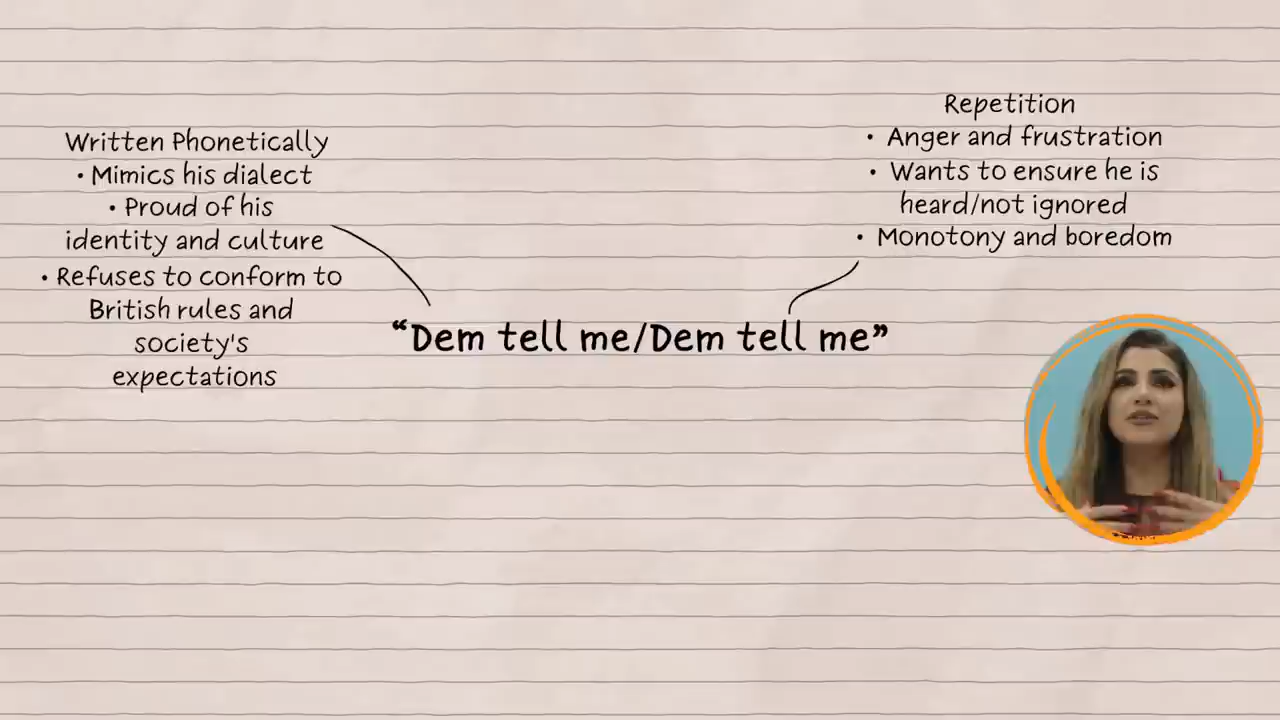 Written Phonetically
• Mimics his dialect
• Proud of his
identity and culture
• Refuses to conform to
British rules and
society's
expectations
Repetition
• Anger and frustration
• Wants to ensure he is
heard/not ignored
• Monotony and boredom
“Dem tell me/Dem tell me”